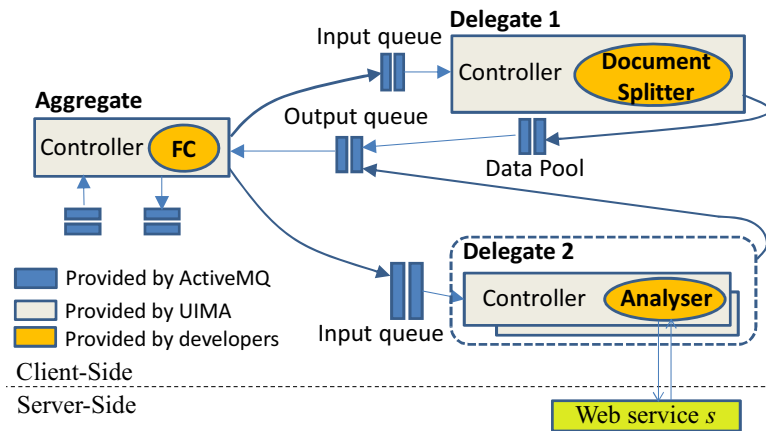 Delegate 1
Input queue
Controller
Document
Splitter
Aggregate
Output queue
Controller
FC
Data Pool
Delegate 2
Provided by ActiveMQ
Controller
Analyser
Provided by UIMA
Input queue
Provided by developers
Client-Side
Server-Side
Web service s